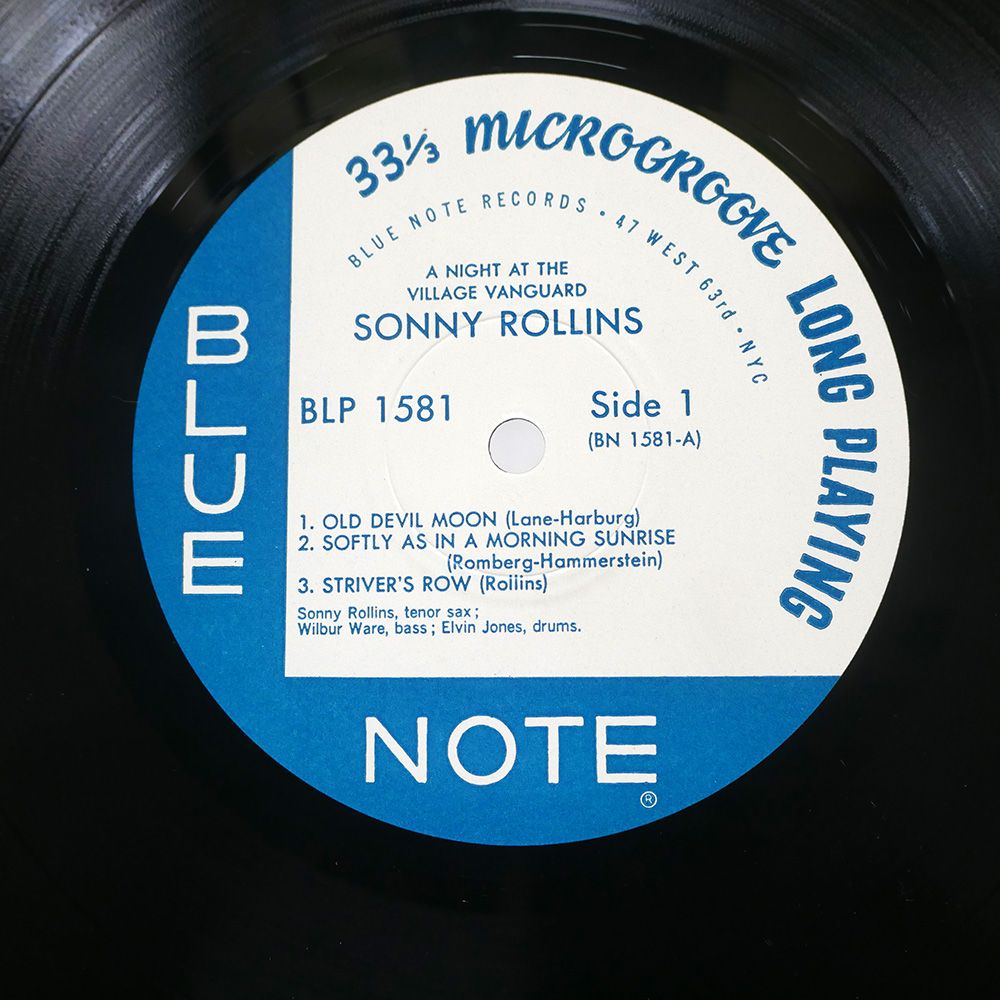 33⅓ MICROGROOVE LONG PLAYING
BLUE NOTE RECORDS • 47 WEST 63rd • NYC
A NIGHT AT THE
VILLAGE VANGUARD
SONNY ROLLINS
BLP 1581
Side 1
(BN 1581-A)
1. OLD DEVIL MOON (Lane-Harburg)
2. SOFTLY AS IN A MORNING SUNRISE
(Romberg-Hammerstein)
3. STRIVER'S ROW (Roiiins)
Sonny Rollins, tenor sax;
Wilbur Ware, bass; Elvin Jones, drums.
BLUE
NOTE
®